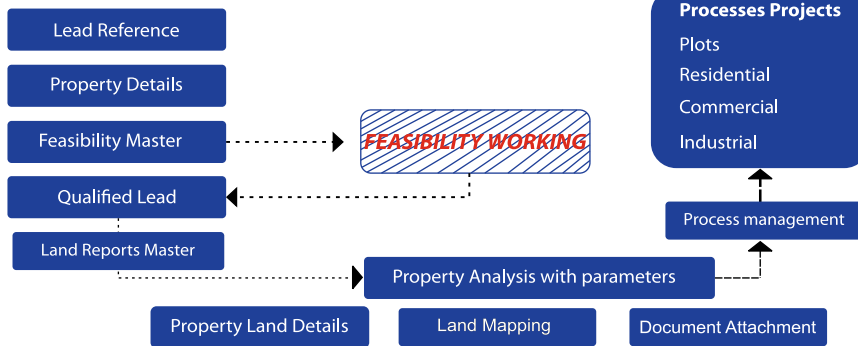 Lead Reference
Property Details
Feasibility Master
Qualified Lead
Land Reports Master
FEASIBILITY WORKING
Processes Projects
Plots
Residential
Commercial
Industrial
Process management
Property Analysis with parameters
Property Land Details
Land Mapping
Document Attachment